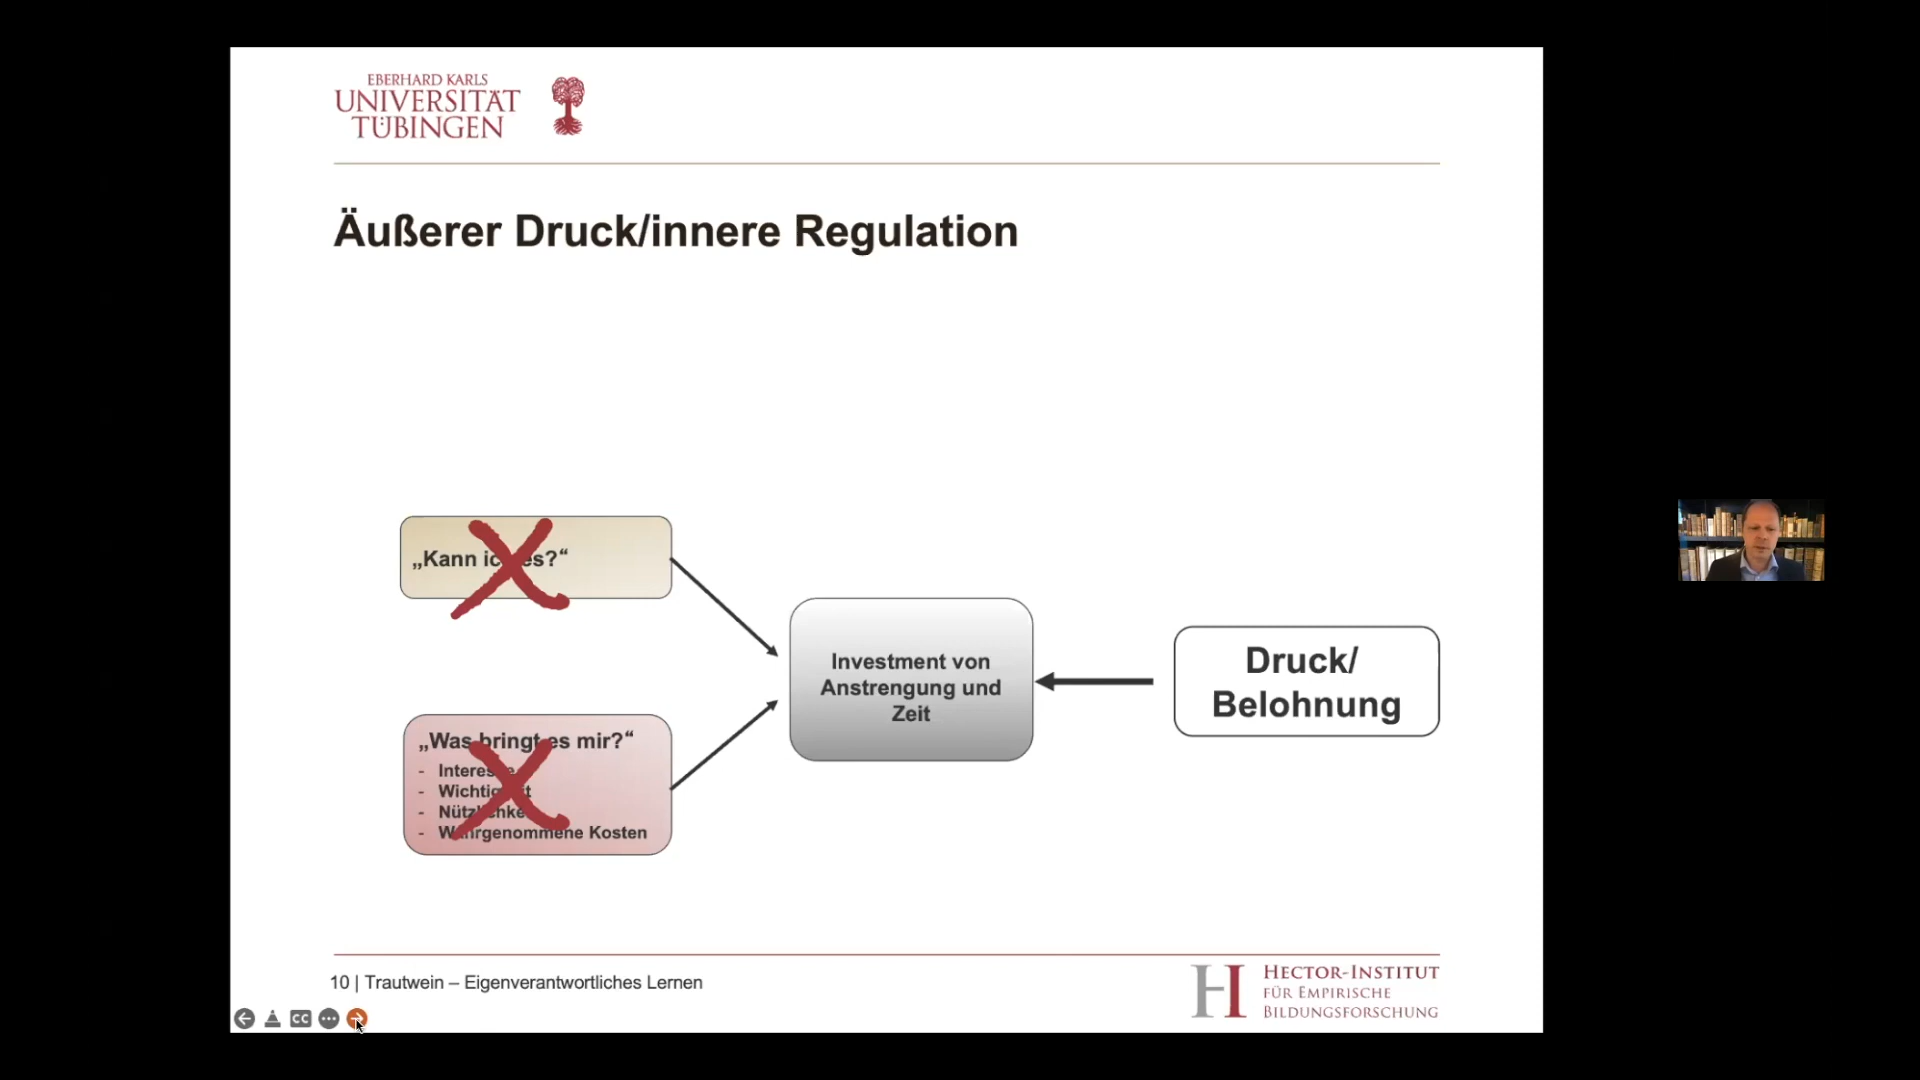 EBERHARD KARLS
UNIVERSITÄT
TÜBINGEN
Äußerer Druck/innere Regulation
„Kann ich es?“
„Was bringt es mir?“
- Interesse
- Wichtigkeit
- Nützlichkeit
- Wahrgenommene Kosten
Investment von
Anstrengung und
Zeit
Druck/
Belohnung
10 | Trautwein – Eigenverantwortliches Lernen
HECTOR-INSTITUT
FÜR EMPIRISCHE
BILDUNGSFORSCHUNG
CC